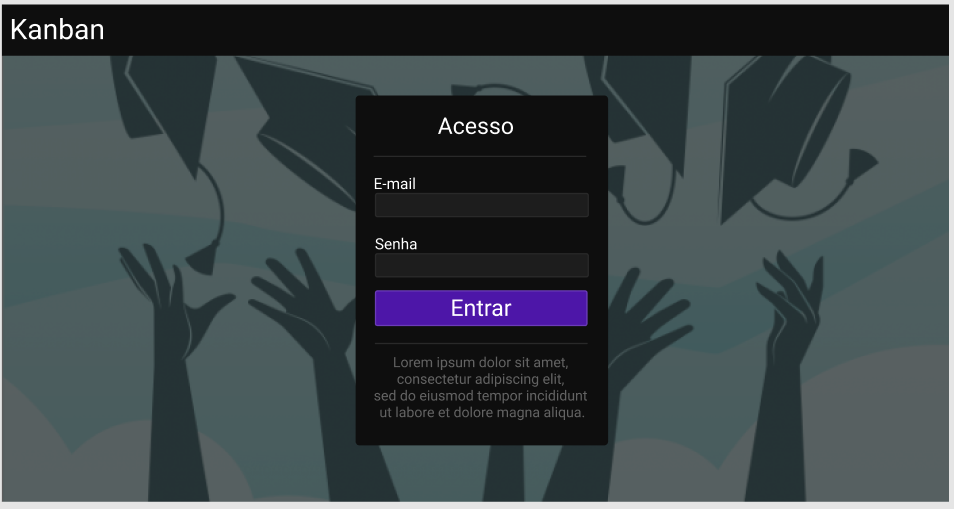 Kanban
Acesso
E-mail
Senha
Entrar
Lorem ipsum dolor sit amet,
consectetur adipiscing elit,
sed do eiusmod tempor incididunt
ut labore et dolore magna aliqua.